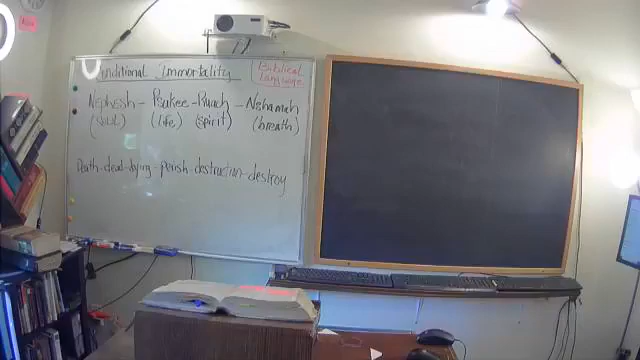 Conditional Immortality
Biblical
Language
Nephesh - Psukee - Ruach - Nshamah
(soul) (life) (spirit) (breath)
Death - dead - dying - perish - destruction - destroy